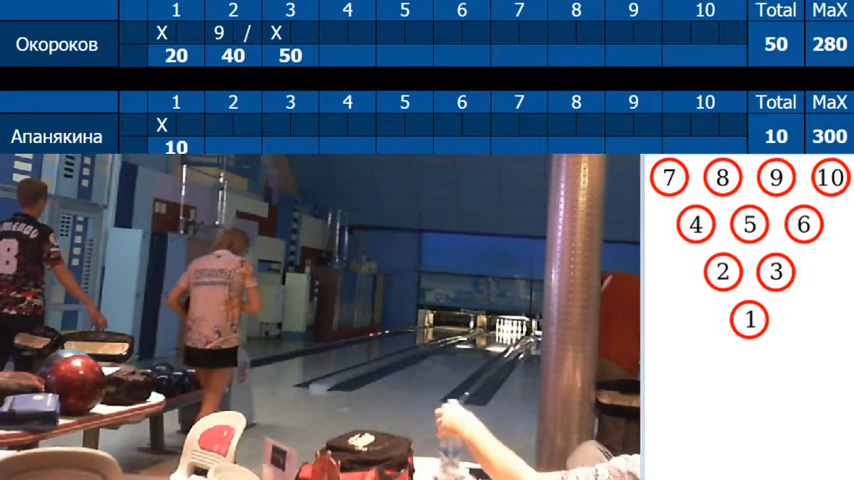 1 2 3 4 5 6 7 8 9 10 Total MaX
Окороков X 9 / X
20 40 50 50 280
1 2 3 4 5 6 7 8 9 10 Total MaX
Апанякина X
10 10 300
7 8 9 10
4 5 6
2 3
1
8